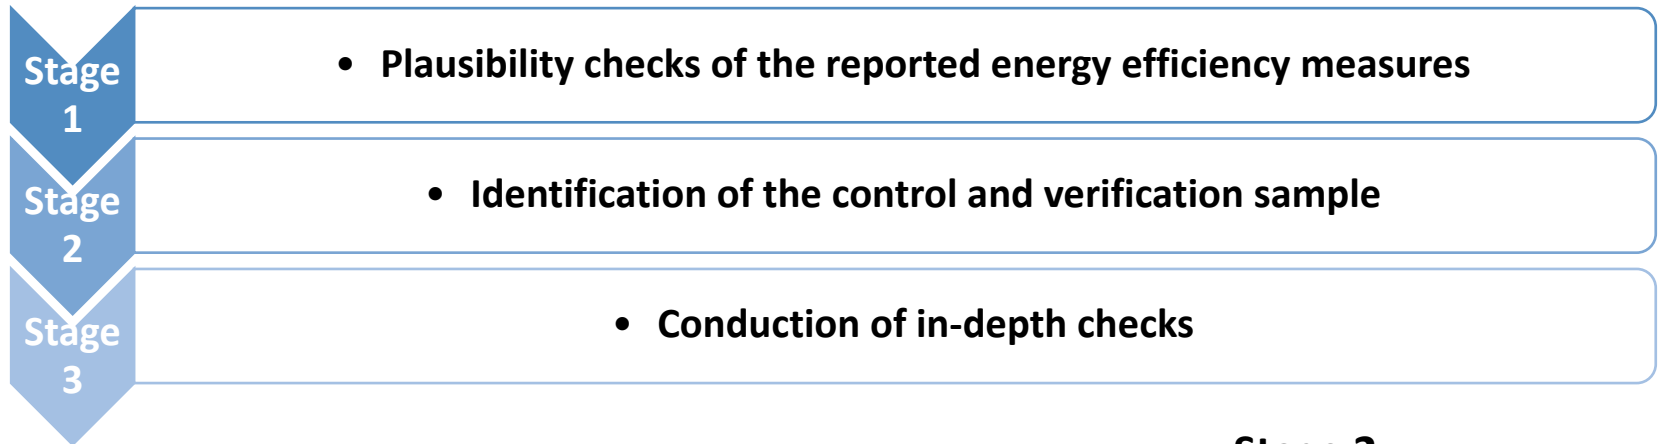 Stage
1
• Plausibility checks of the reported energy efficiency measures
Stage
2
• Identification of the control and verification sample
Stage
3
• Conduction of in-depth checks